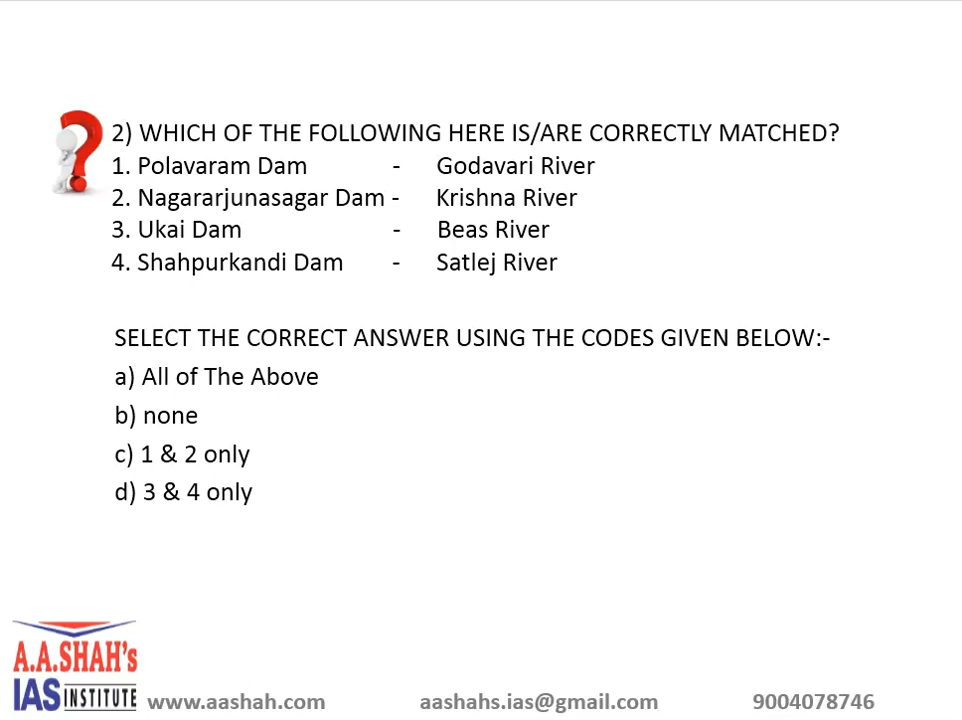 2) WHICH OF THE FOLLOWING HERE IS/ARE CORRECTLY MATCHED?
1. Polavaram Dam - Godavari River
2. Nagararjunasagar Dam - Krishna River
3. Ukai Dam - Beas River
4. Shahpurkandi Dam - Satlej River
SELECT THE CORRECT ANSWER USING THE CODES GIVEN BELOW:-
a) All of The Above
b) none
c) 1 & 2 only
d) 3 & 4 only
A.A.SHAH's
IAS INSTITUTE www.aashah.com aashahs.ias@gmail.com 9004078746